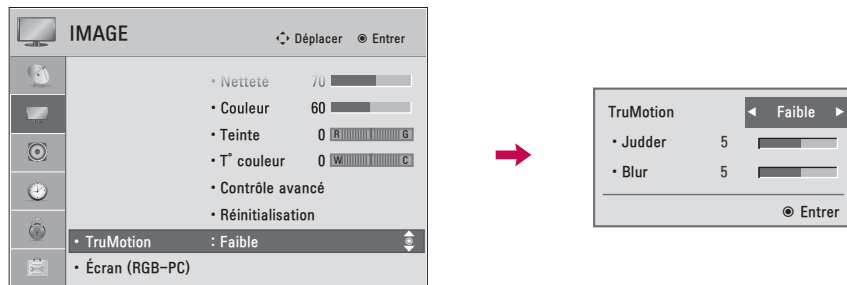 IMAGE
Déplacer
Entrer
• Netteté 70
• Couleur 60
• Teinte 0 R G
• T° couleur 0 W C
• Contrôle avancé
• Réinitialisation
• TruMotion : Faible
• Écran (RGB-PC)
TruMotion ◄ Faible ►
• Judder 5
• Blur 5
Entrer